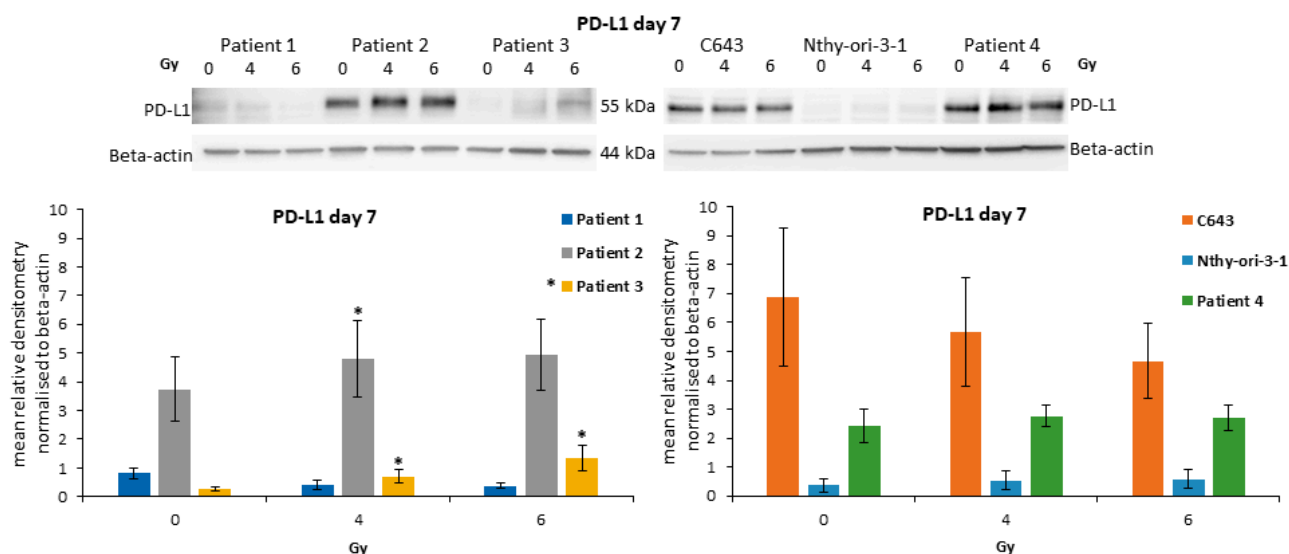 PD-L1 day 7
Patient 1 Patient 2 Patient 3 C643 Nthy-ori-3-1 Patient 4
Gy 0 4 6 0 4 6 0 4 6 0 4 6 0 4 6 0 4 6 Gy
PD-L1 55 kDa PD-L1
Beta-actin 44 kDa Beta-actin
PD-L1 day 7
mean relative densitometry
normalised to beta-actin
10
9
8
7
6
5
4
3
2
1
0
Patient 1
Patient 2
Patient 3
*
*
*
*
0 4 6
Gy
PD-L1 day 7
mean relative densitometry
normalised to beta-actin
10
9
8
7
6
5
4
3
2
1
0
C643
Nthy-ori-3-1
Patient 4
0 4 6
Gy